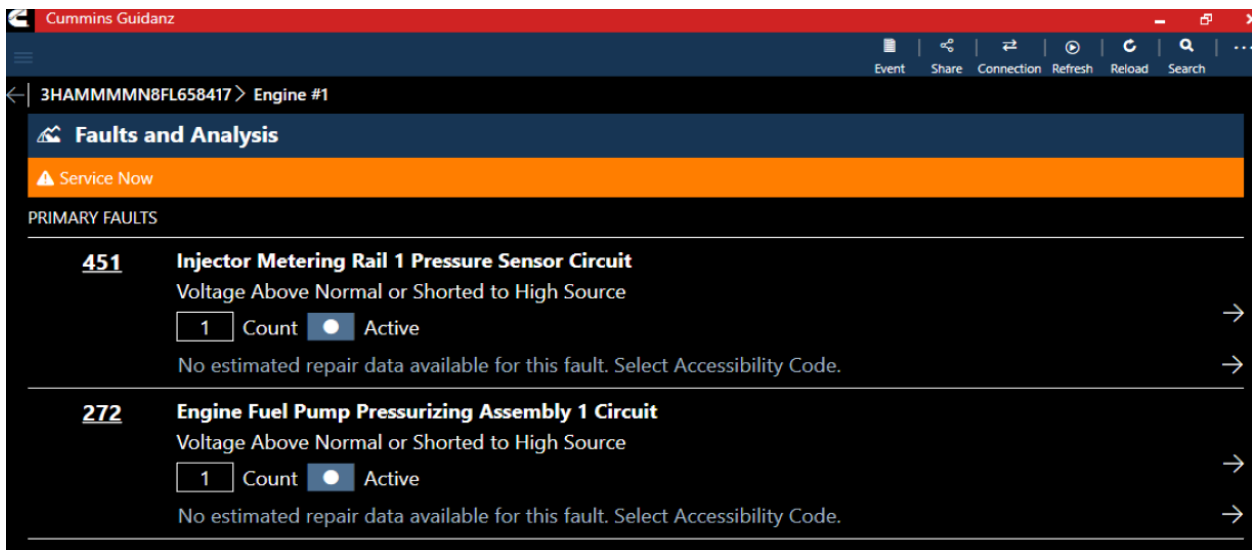 Cummins Guidanz
Event Share Connection Refresh Reload Search
3HAMMMMN8FL658417 > Engine #1
Faults and Analysis
Service Now
PRIMARY FAULTS
451 Injector Metering Rail 1 Pressure Sensor Circuit
Voltage Above Normal or Shorted to High Source
1 Count Active
No estimated repair data available for this fault. Select Accessibility Code.
272 Engine Fuel Pump Pressurizing Assembly 1 Circuit
Voltage Above Normal or Shorted to High Source
1 Count Active
No estimated repair data available for this fault. Select Accessibility Code.